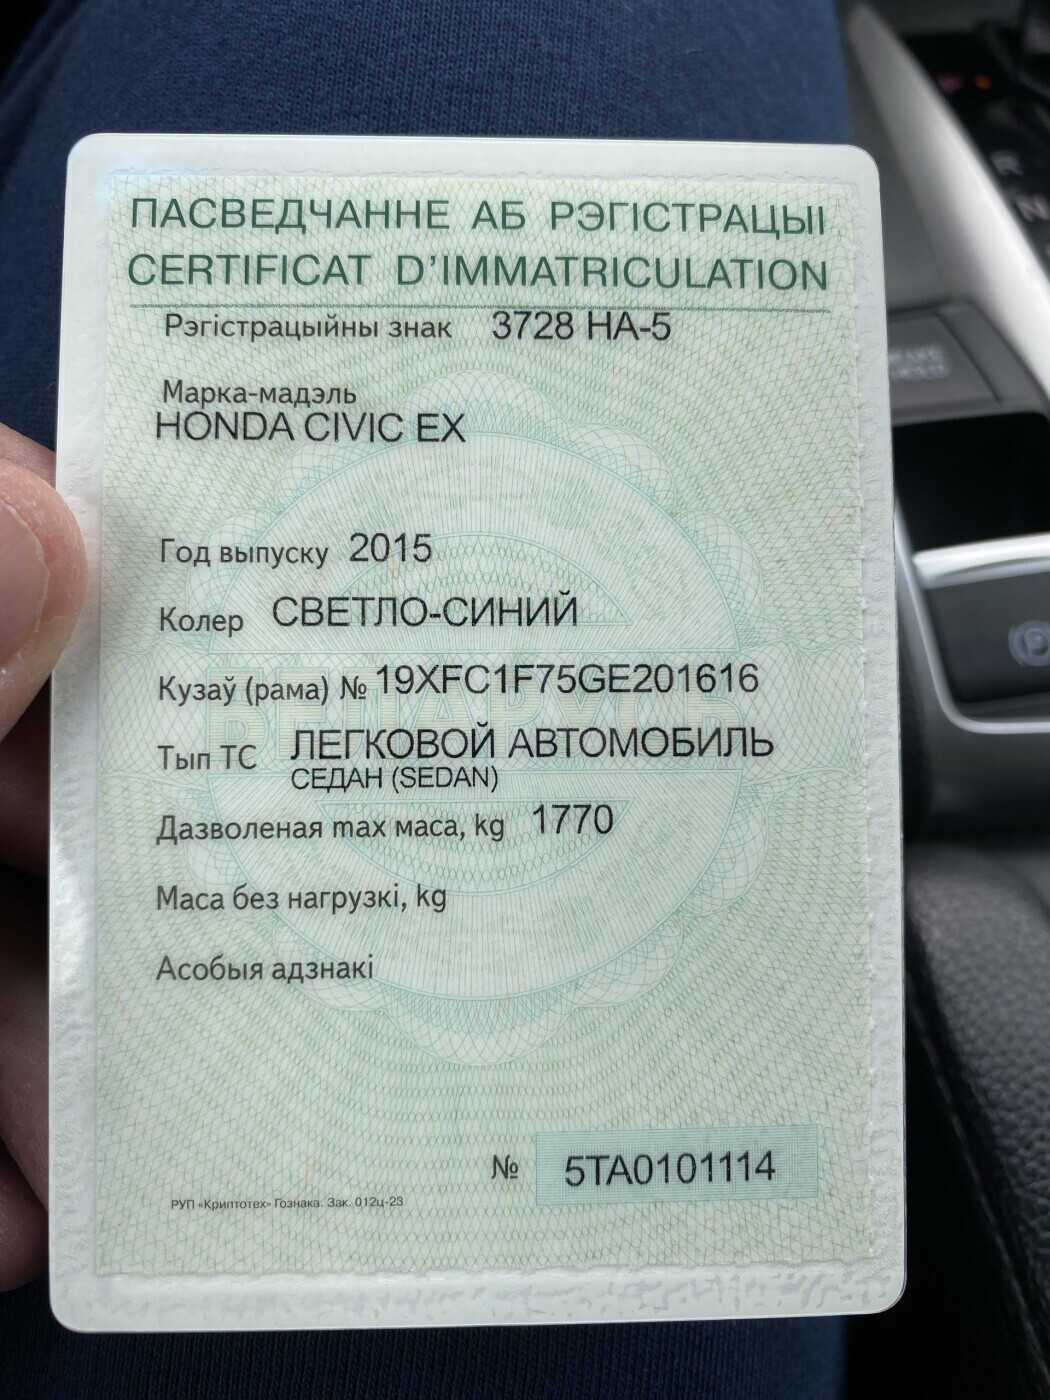 ПАСВЕДЧАННЕ АБ РЭГІСТРАЦЫІ
CERTIFICAT D'IMMATRICULATION
Рэгістрацыйны знак 3728 НА-5
Марка-мадэль
HONDA CIVIC EX
Год выпуску 2015
Колер СВЕТЛО-СИНИЙ
Кузаў (рама) № 19XFC1F75GE201616
Тып ТС ЛЕГКОВОЙ АВТОМОБИЛЬ
СЕДАН (SEDAN)
Дазволеная max маса, kg 1770
Маса без нагрузкі, kg
Асобыя адзнакі
№ 5TA0101114
РУП «Криптотех» Гознака. Зак. 012ц-23
БЕЛАРУСЬ